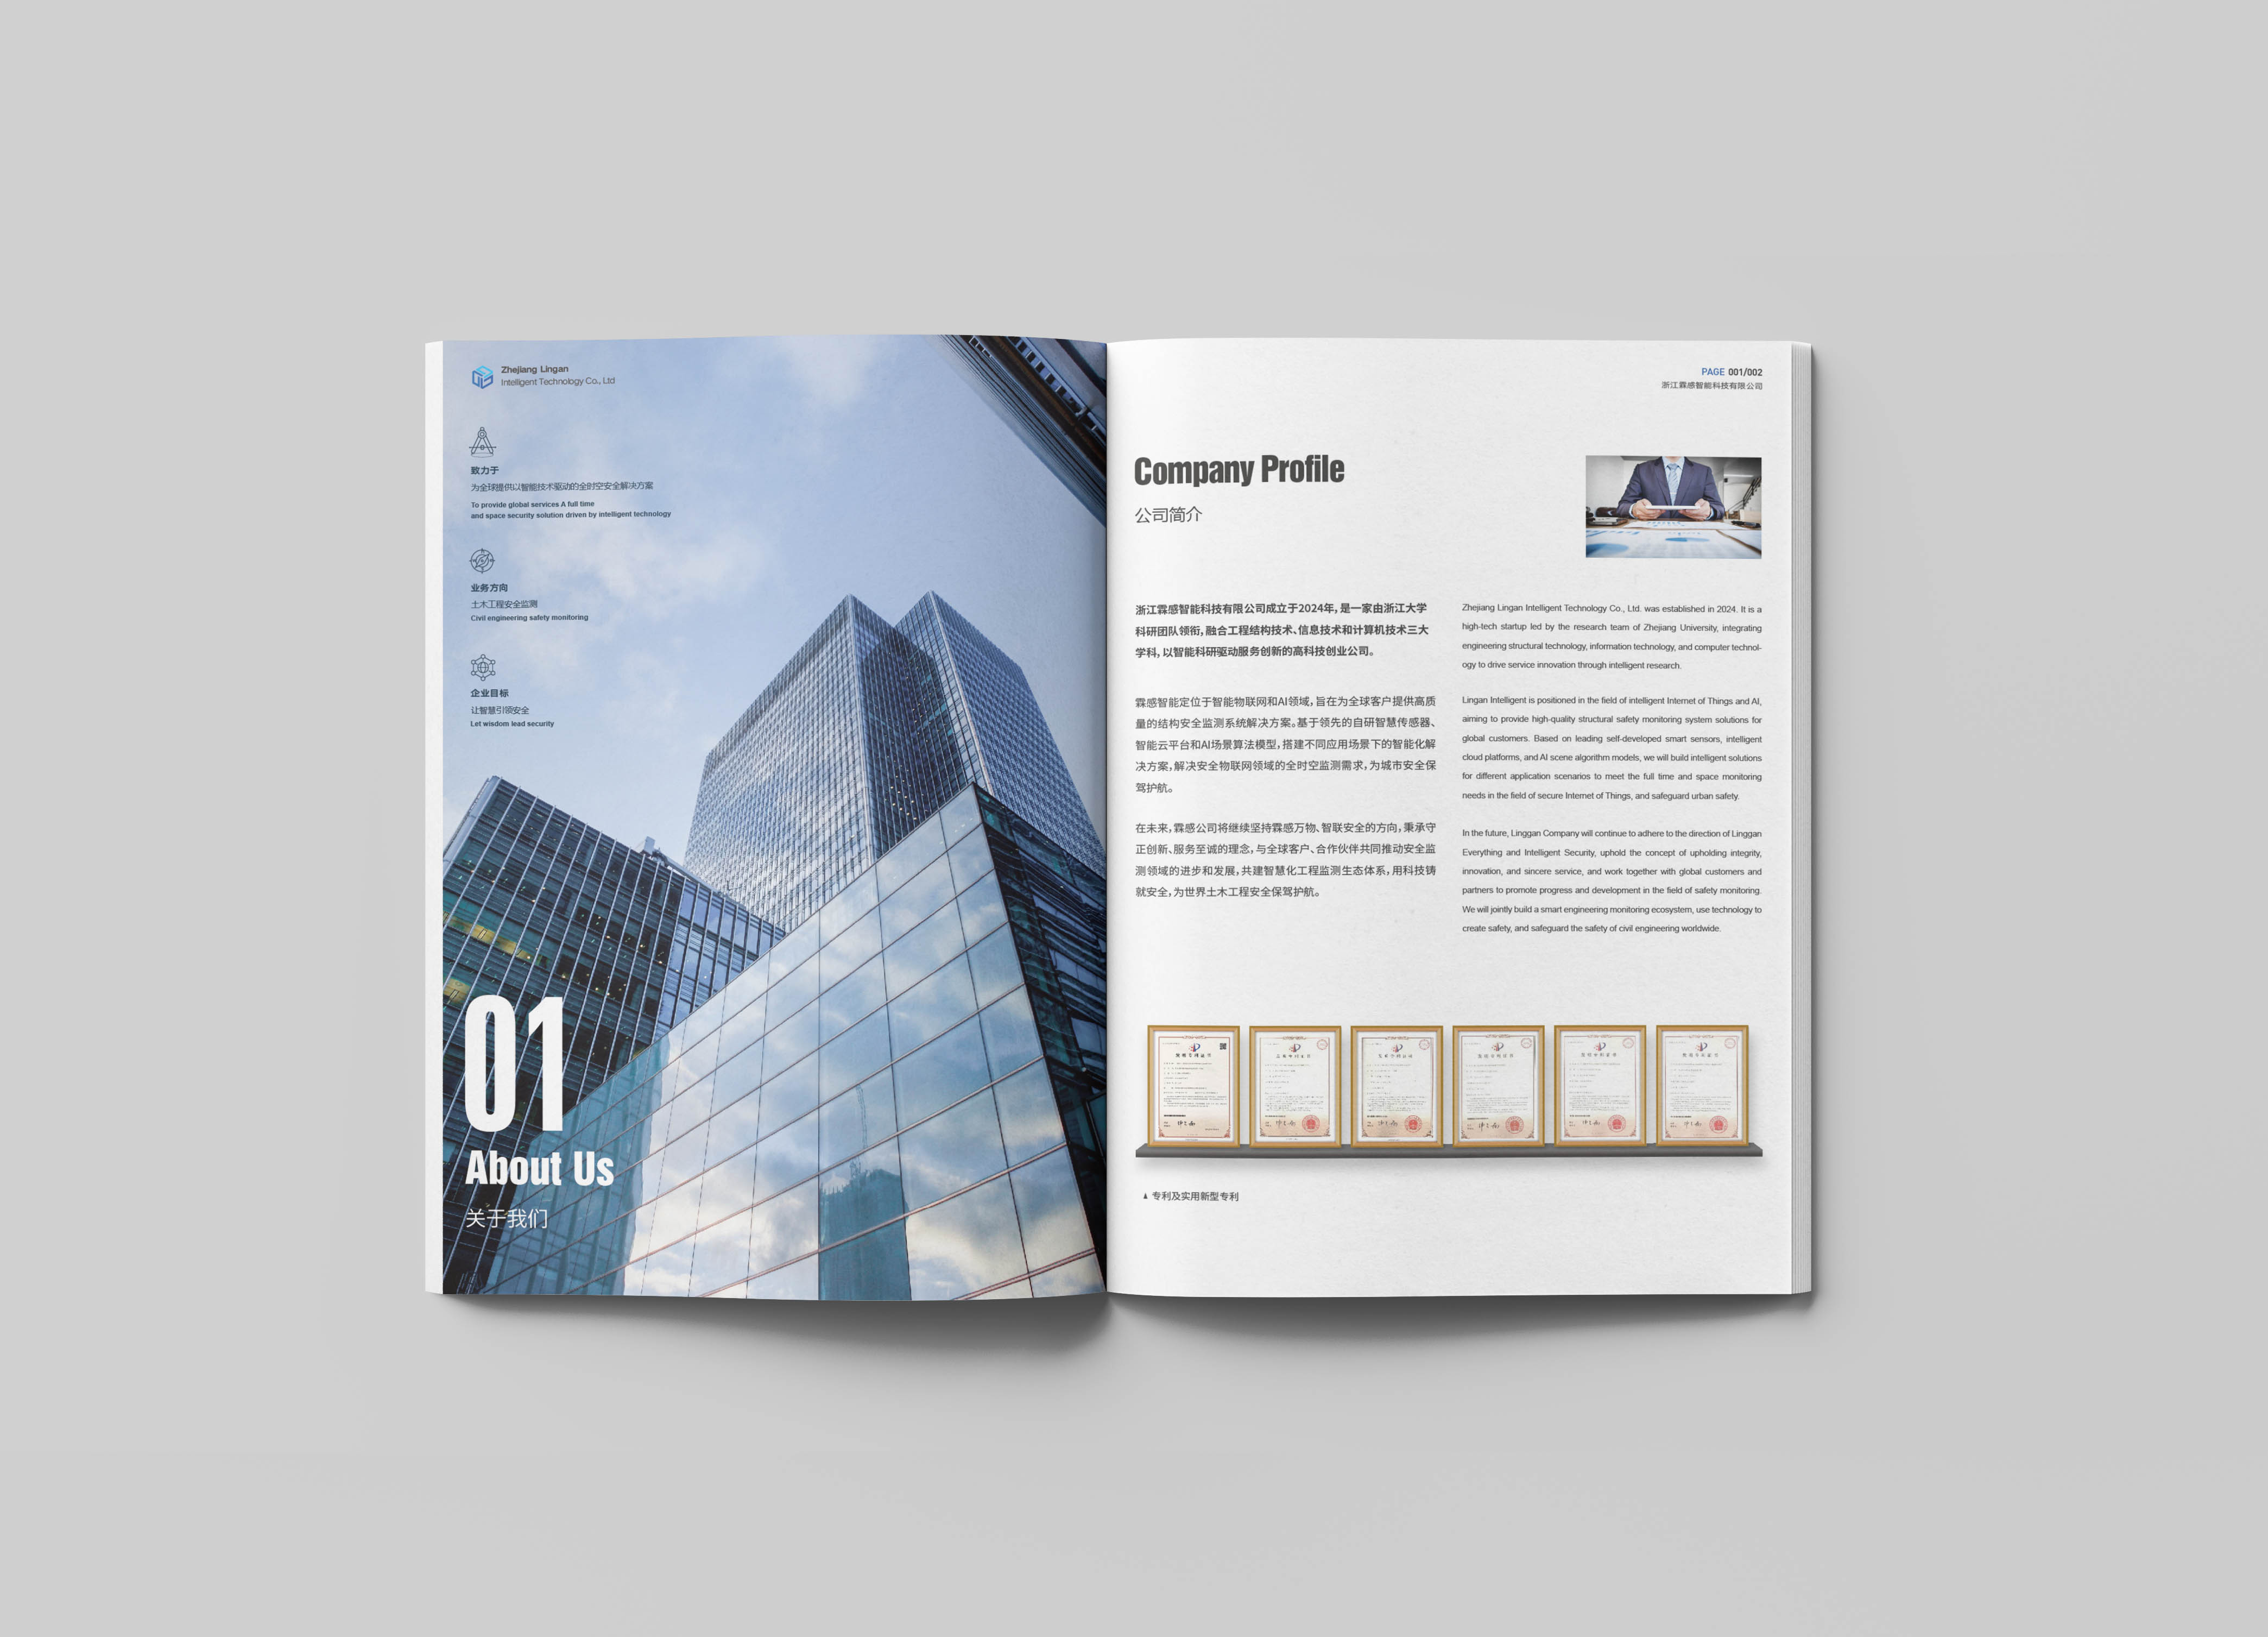 Zhejiang Lingan
Intelligent Technology Co., Ltd
致力于
为全球提供以智能技术驱动的全时空安全解决方案
To provide global services A full time
and space security solution driven by intelligent technology
业务方向
土木工程安全监测
Civil engineering safety monitoring
企业目标
让智慧引领安全
Let wisdom lead security
01
About Us
关于我们
PAGE 001/002
浙江霖感智能科技有限公司
Company Profile
公司简介
浙江霖感智能科技有限公司成立于2024年，是一家由浙江大学
科研团队领衔，融合工程结构技术、信息技术和计算机技术三大
学科，以智能科研驱动服务创新的高科技创业公司。
霖感智能定位于智能物联网和AI领域，旨在为全球客户提供高质
量的结构安全监测系统解决方案。基于领先的自研智慧传感器、
智能云平台和AI场景算法模型，搭建不同应用场景下的智能化解
决方案，解决安全物联网领域的全时空监测需求，为城市安全保
驾护航。
在未来，霖感公司将继续坚持霖感万物、智联安全的方向，秉承守
正创新、服务至诚的理念，与全球客户、合作伙伴共同推动安全监
测领域的进步和发展，共建智慧化工程监测生态体系，用科技铸
就安全，为世界土木工程安全保驾护航。
Zhejiang Lingan Intelligent Technology Co., Ltd. was established in 2024. It is a
high-tech startup led by the research team of Zhejiang University, integrating
engineering structural technology, information technology, and computer technol-
ogy to drive service innovation through intelligent research.
Lingan Intelligent is positioned in the field of intelligent Internet of Things and AI,
aiming to provide high-quality structural safety monitoring system solutions for
global customers. Based on leading self-developed smart sensors, intelligent
cloud platforms, and AI scene algorithm models, we will build intelligent solutions
for different application scenarios to meet the full time and space monitoring
needs in the field of secure Internet of Things, and safeguard urban safety.
In the future, Linggan Company will continue to adhere to the direction of Linggan
Everything and Intelligent Security, uphold the concept of upholding integrity,
innovation, and sincere service, and work together with global customers and
partners to promote progress and development in the field of safety monitoring.
We will jointly build a smart engineering monitoring ecosystem, use technology to
create safety, and safeguard the safety of civil engineering worldwide.
发明专利证书
▲ 专利及实用新型专利